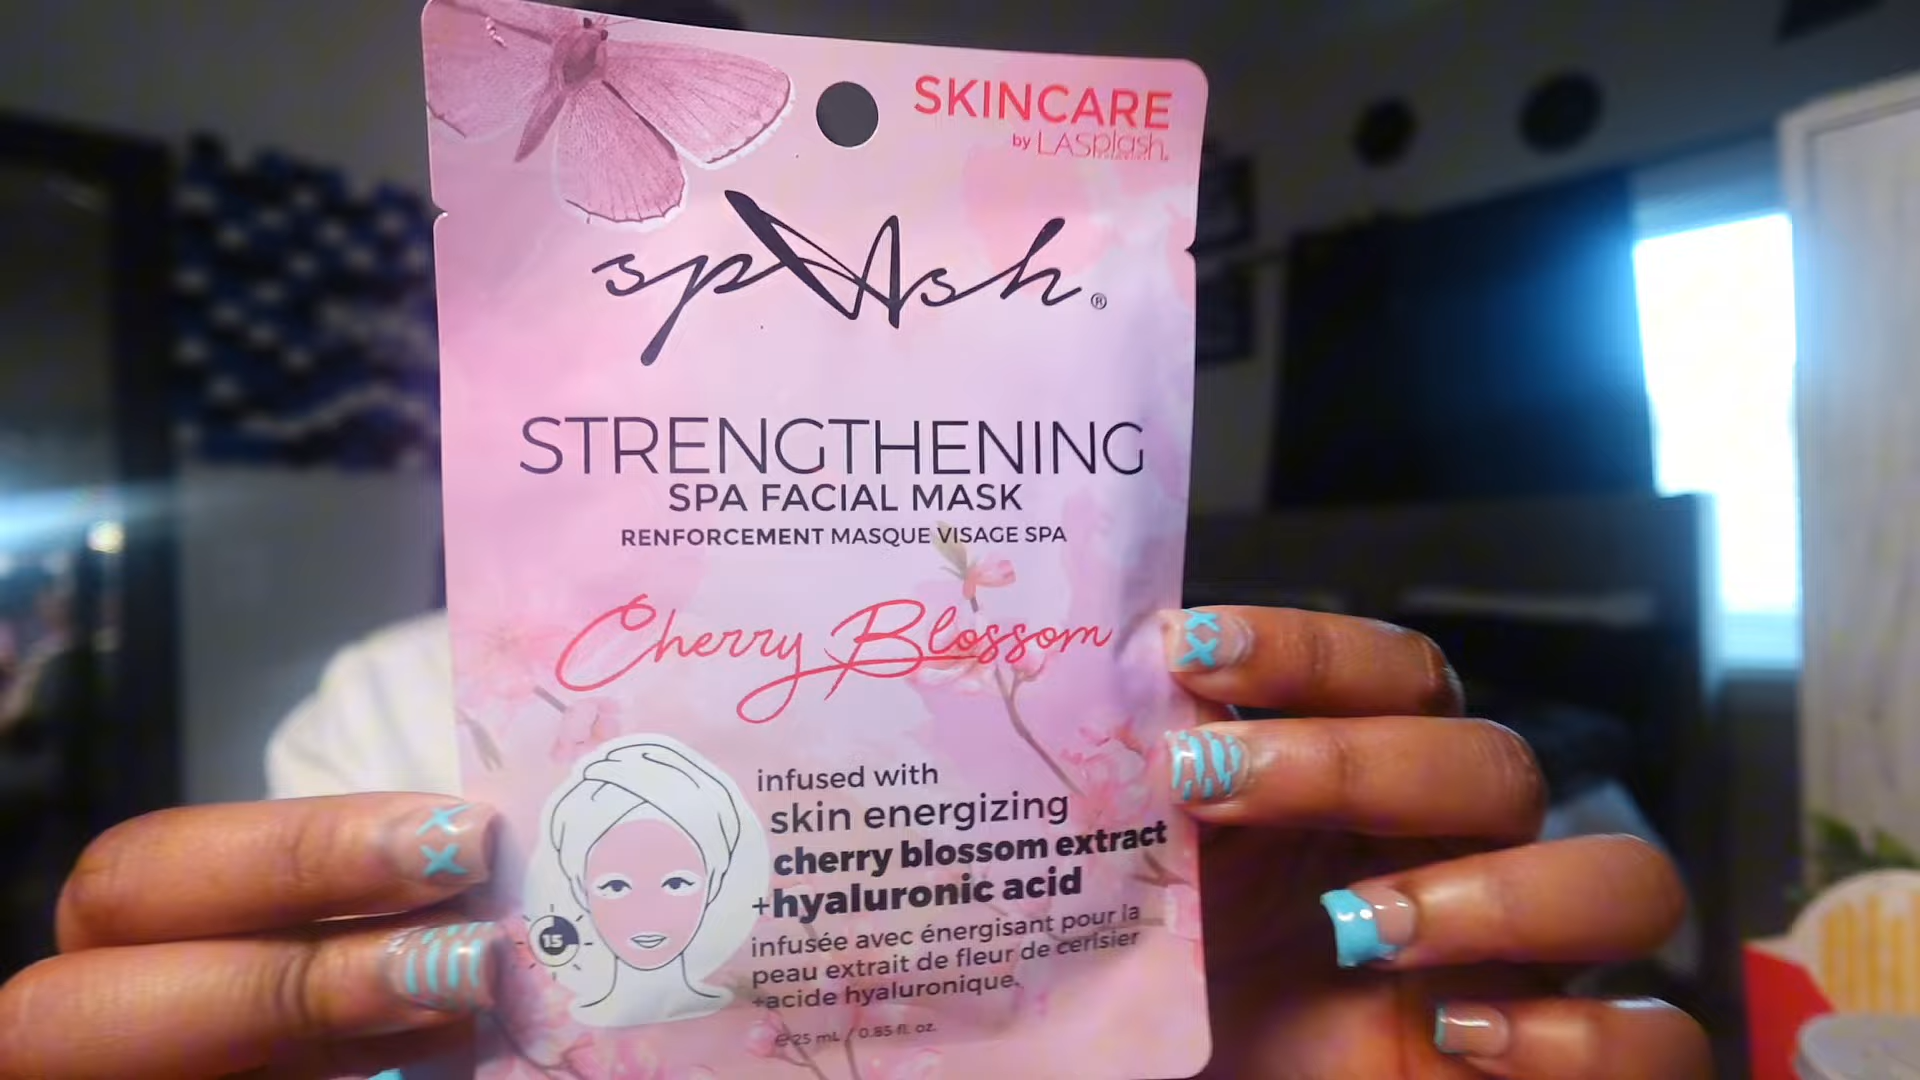 SKINCARE
by LASplash
splAsh®
STRENGTHENING
SPA FACIAL MASK
RENFORCEMENT MASQUE VISAGE SPA
Cherry Blossom
infused with
skin energizing
cherry blossom extract
+hyaluronic acid
15
infusée avec énergisant pour la
peau extrait de fleur de cerisier
+acide hyaluronique.
℮25 mL / 0.85 fl. oz.